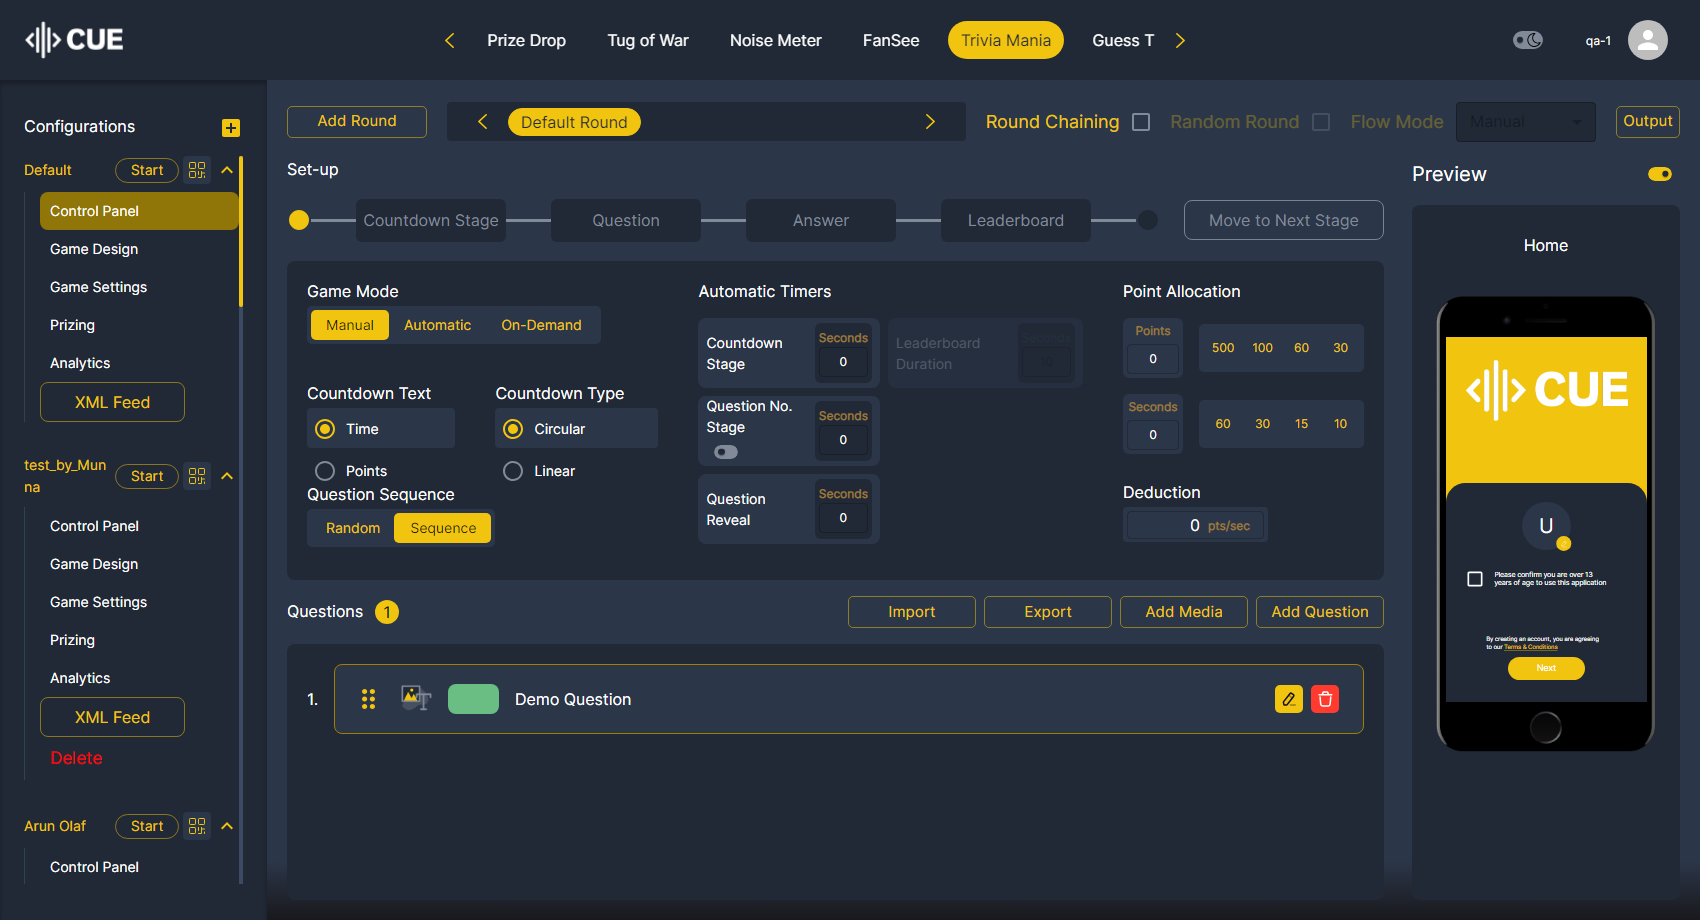 CUE
Prize Drop
Tug of War
Noise Meter
FanSee
Trivia Mania
Guess T
qa-1
Configurations
Default
Start
Control Panel
Game Design
Game Settings
Prizing
Analytics
XML Feed
test_by_Mun
na
Start
Control Panel
Game Design
Game Settings
Prizing
Analytics
XML Feed
Delete
Arun Olaf
Start
Control Panel
Add Round
Default Round
Round Chaining
Random Round
Flow Mode
Manual
Output
Set-up
Countdown Stage
Question
Answer
Leaderboard
Move to Next Stage
Game Mode
Manual
Automatic
On-Demand
Countdown Text
Time
Points
Countdown Type
Circular
Linear
Question Sequence
Random
Sequence
Automatic Timers
Countdown
Stage
Seconds
0
Leaderboard
Duration
Seconds
10
Question No.
Stage
Seconds
0
Question
Reveal
Seconds
0
Point Allocation
Points
0
500 100 60 30
Seconds
0
60 30 15 10
Deduction
0 pts/sec
Questions 1
Import
Export
Add Media
Add Question
1.
T
Demo Question
Preview
Home
CUE
U
Please confirm you are over 13
years of age to use this application
By creating an account, you are agreeing
to our Terms & Conditions
Next